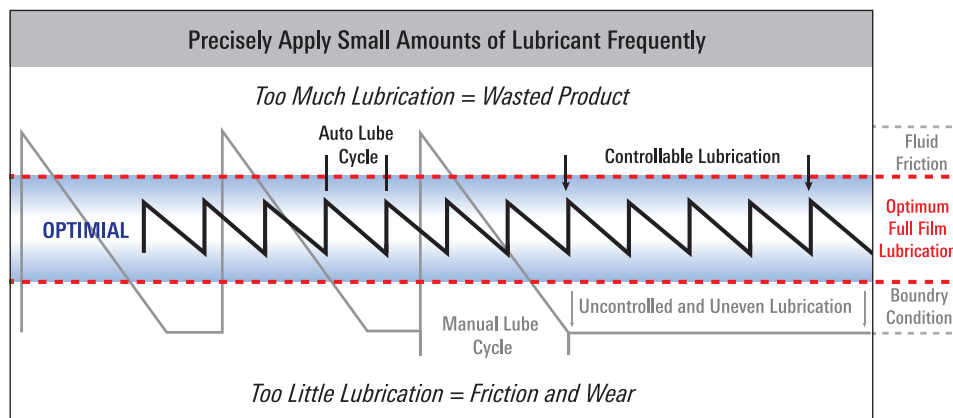 Precisely Apply Small Amounts of Lubricant Frequently
Too Much Lubrication = Wasted Product
Auto Lube
Cycle
Controllable Lubrication
Fluid
Friction
OPTIMIAL
Optimum
Full Film
Lubrication
Uncontrolled and Uneven Lubrication
Boundry
Condition
Manual Lube
Cycle
Too Little Lubrication = Friction and Wear